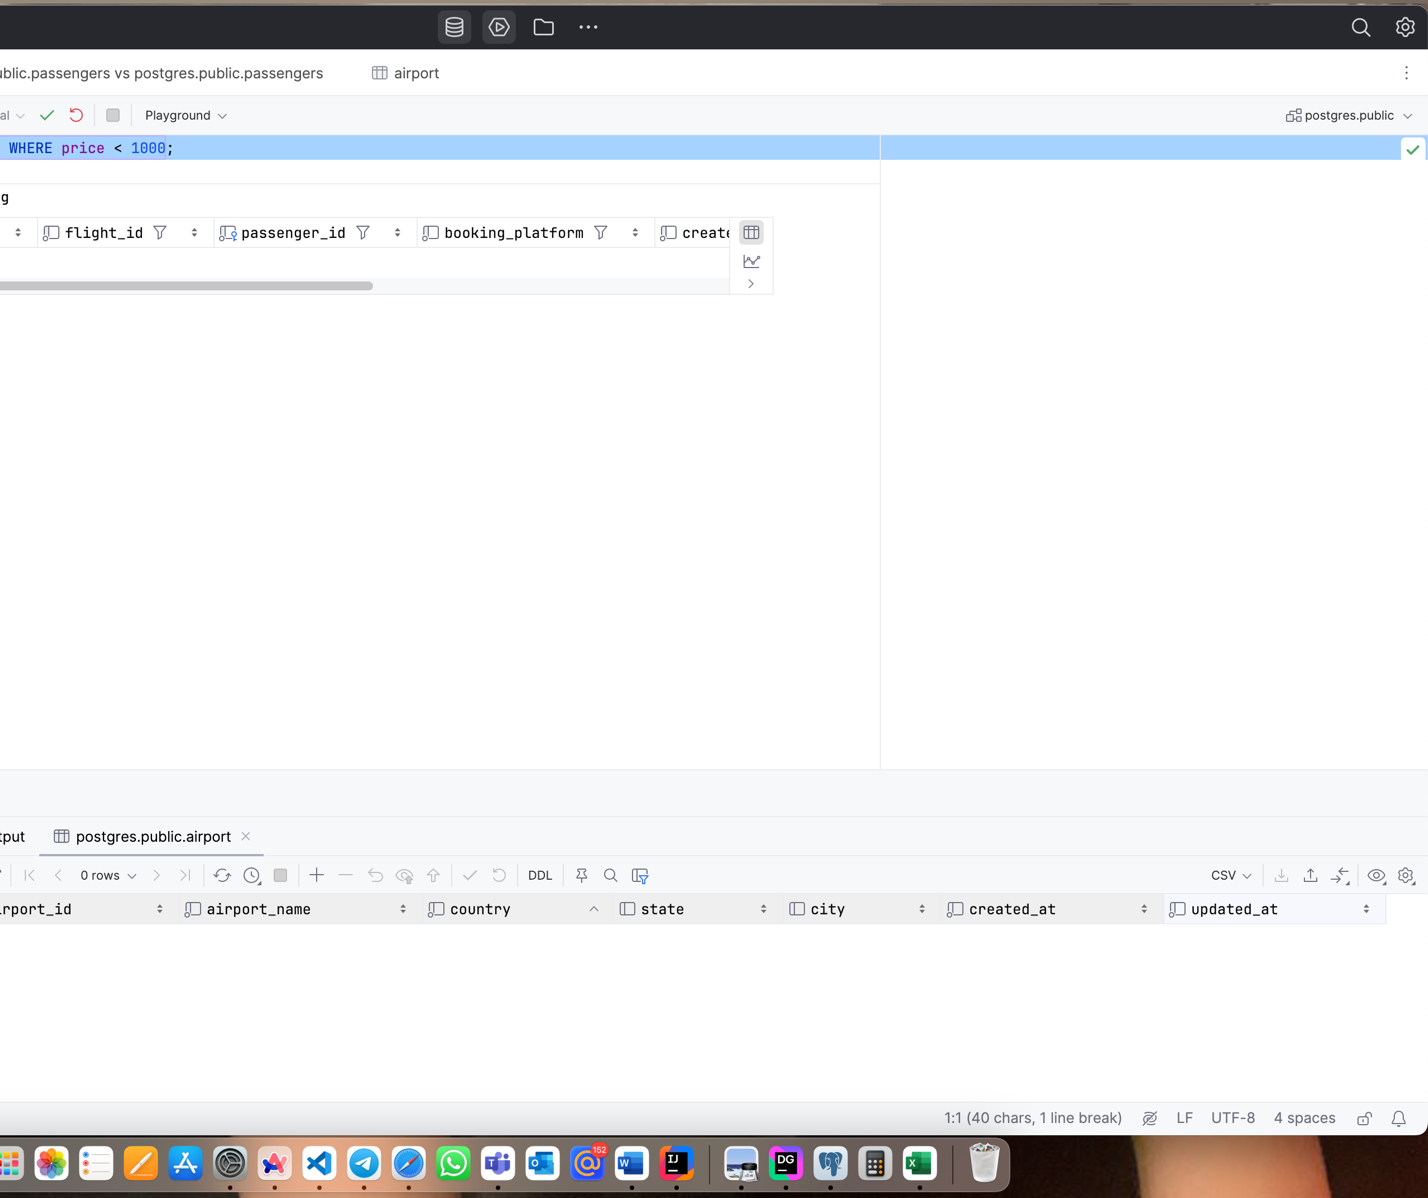 ublic.passengers vs postgres.public.passengers airport
al Playground postgres.public
WHERE price < 1000;
g
flight_id passenger_id booking_platform create
tput postgres.public.airport
0 rows DDL CSV
rport_id airport_name country state city created_at updated_at
1:1 (40 chars, 1 line break) LF UTF-8 4 spaces
152
W IJ DG X